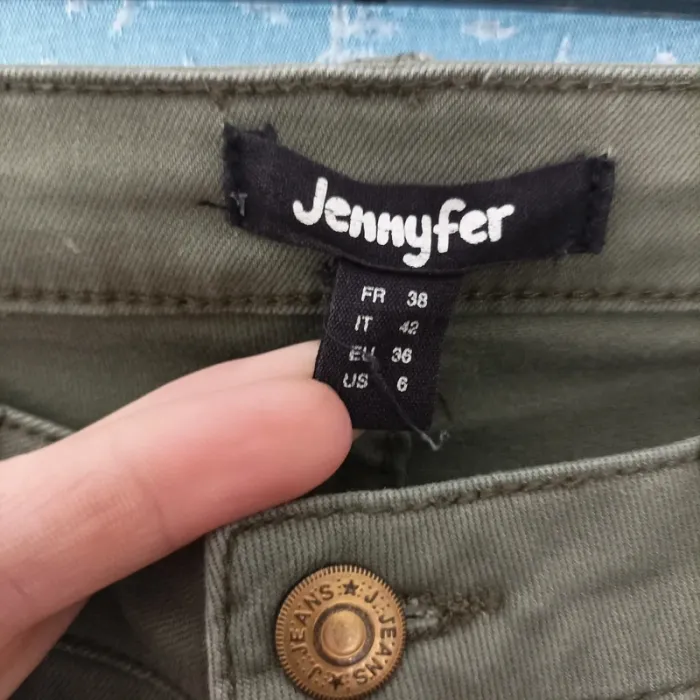 Jennyfer
FR 38
IT 42
EU 36
US 6
J.JEANS ★ J.JEANS ★